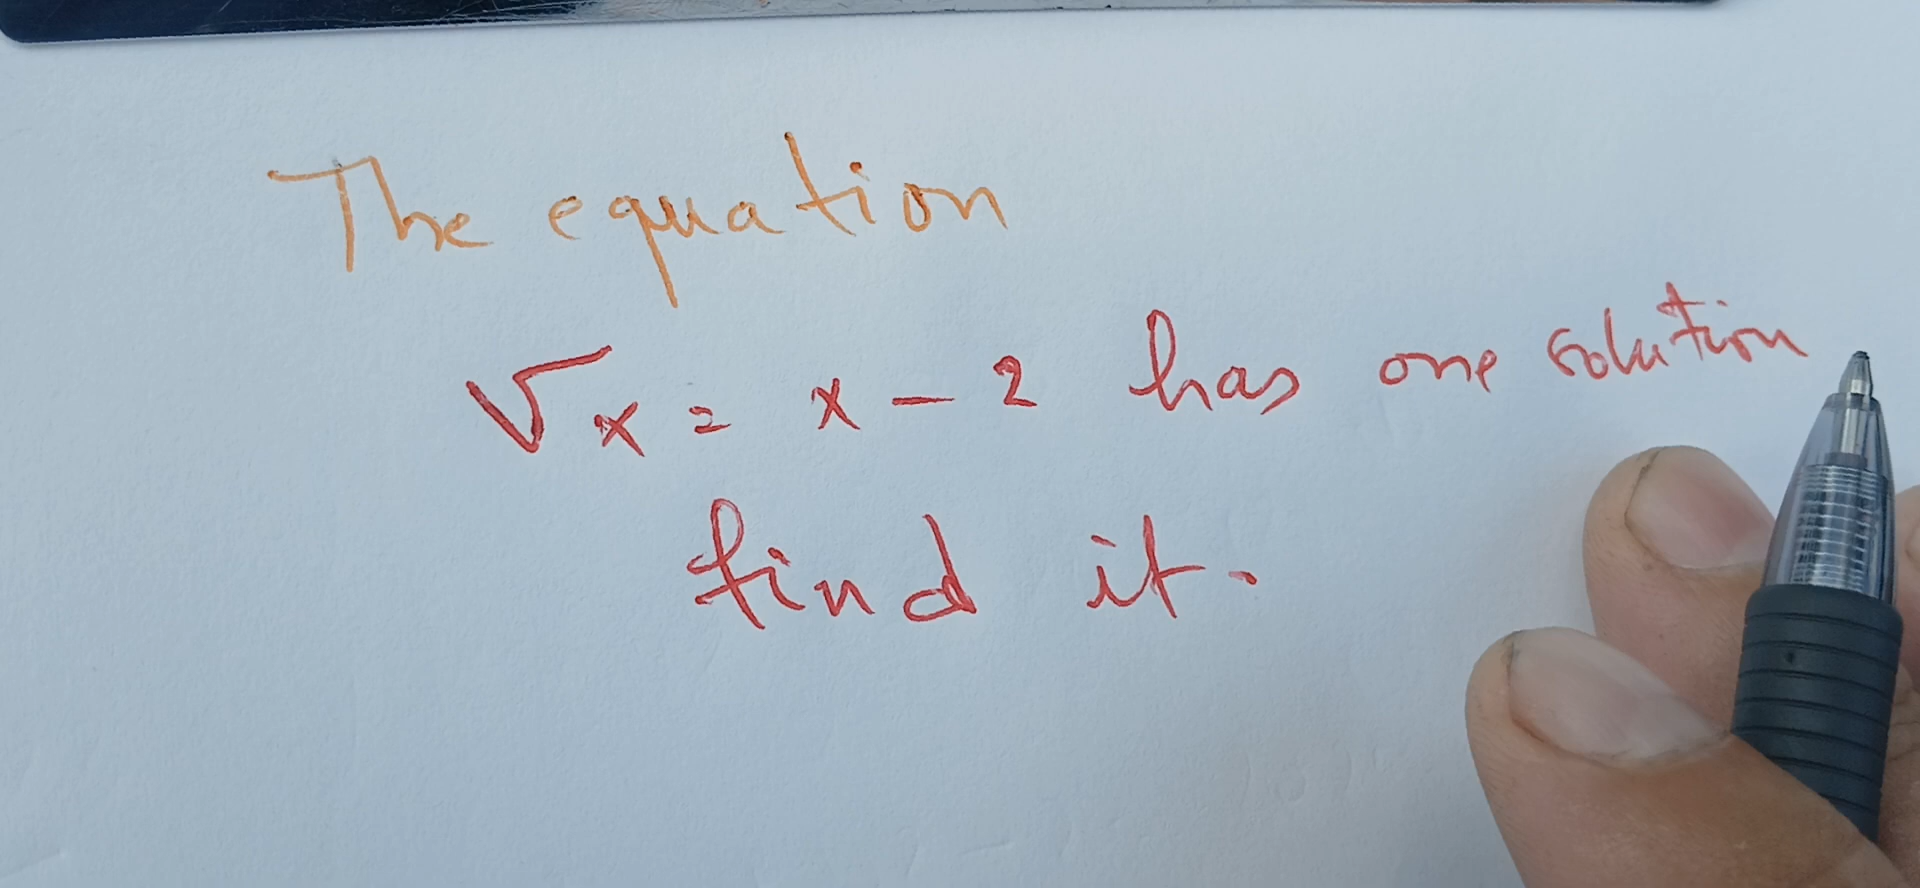 The equation
√x = x - 2 has one solution
find it.